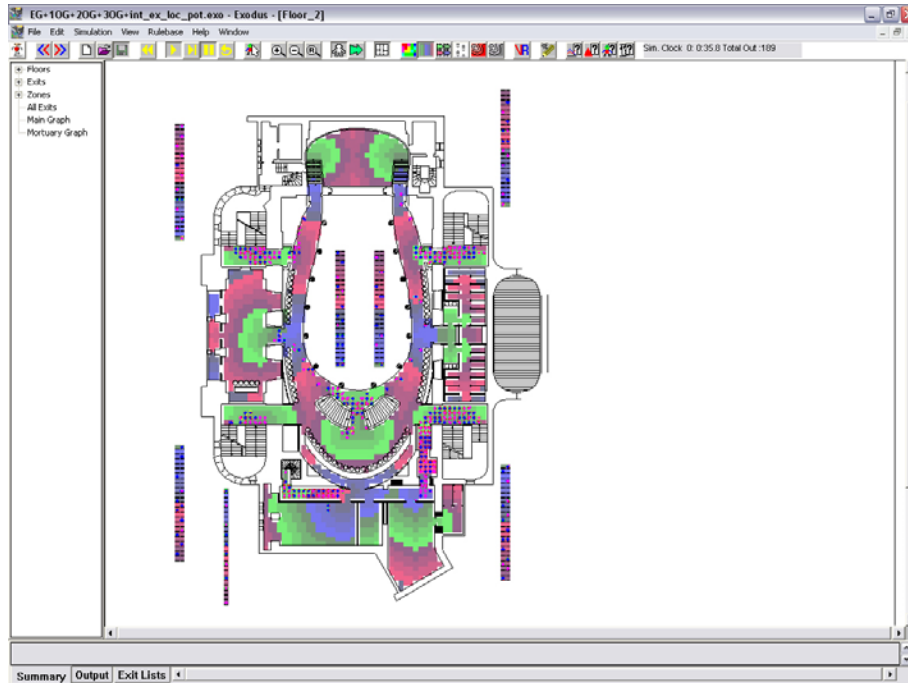 EG+10G+20G+30G+int_ex_loc_pot.exo - Exodus - [Floor_2]
File Edit Simulation View Rulebase Help Window
VR Sim. Clock 0: 0:35.8 Total Out :189
Floors
Exits
Zones
All Exits
Main Graph
Mortuary Graph
Summary Output Exit Lists